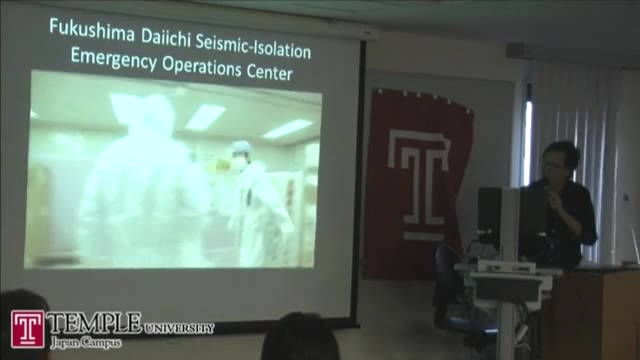 Fukushima Daiichi Seismic-Isolation
Emergency Operations Center
T
T TEMPLE UNIVERSITY
Japan Campus